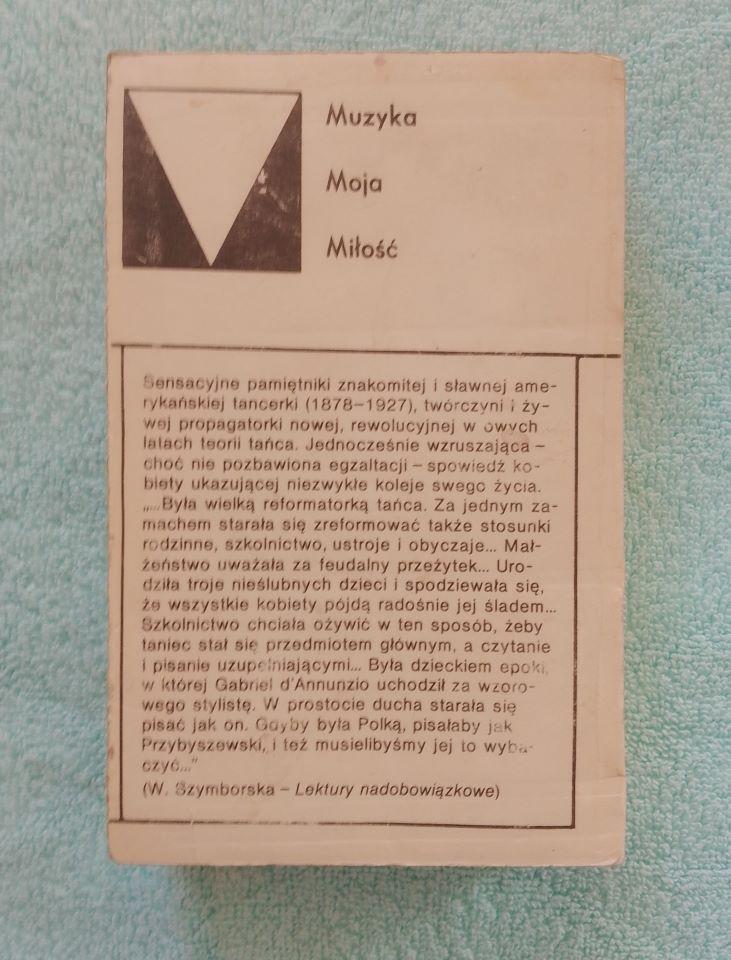 Muzyka
Moja
Miłość
Sensacyjne pamiętniki znakomitej i sławnej ame-
rykańskiej tancerki (1878–1927), twórczyni i ży-
wej propagatorki nowej, rewolucyjnej w owych
latach teorii tańca. Jednocześnie wzruszająca –
choć nie pozbawiona egzaltacji – spowiedź ko-
biety ukazującej niezwykłe koleje swego życia.
„...Była wielką reformatorką tańca. Za jednym za-
machem starała się zreformować także stosunki
rodzinne, szkolnictwo, ustroje i obyczaje... Mał-
żeństwo uważała za feudalny przeżytek... Uro-
dziła troje nieślubnych dzieci i spodziewała się,
że wszystkie kobiety pójdą radośnie jej śladem...
Szkolnictwo chciała ożywić w ten sposób, żeby
taniec stał się przedmiotem głównym, a czytanie
i pisanie uzupełniającymi... Była dzieckiem epoki,
w której Gabriel d'Annunzio uchodził za wzoro-
wego stylistę. W prostocie ducha starała się
pisać jak on. Gdyby była Polką, pisałaby jak
Przybyszewski, i też musielibyśmy jej to wyba-
czyć..."
(W. Szymborska – Lektury nadobowiązkowe)